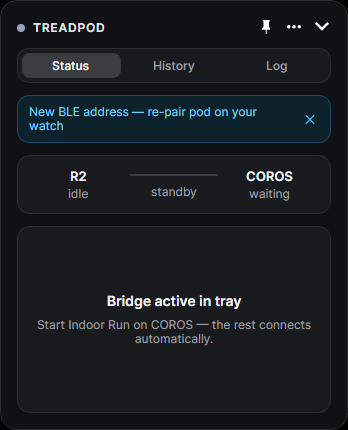 TREADPOD
Status
History
Log
New BLE address — re-pair pod on your
watch
R2
idle
standby
COROS
waiting
Bridge active in tray
Start Indoor Run on COROS — the rest connects
automatically.